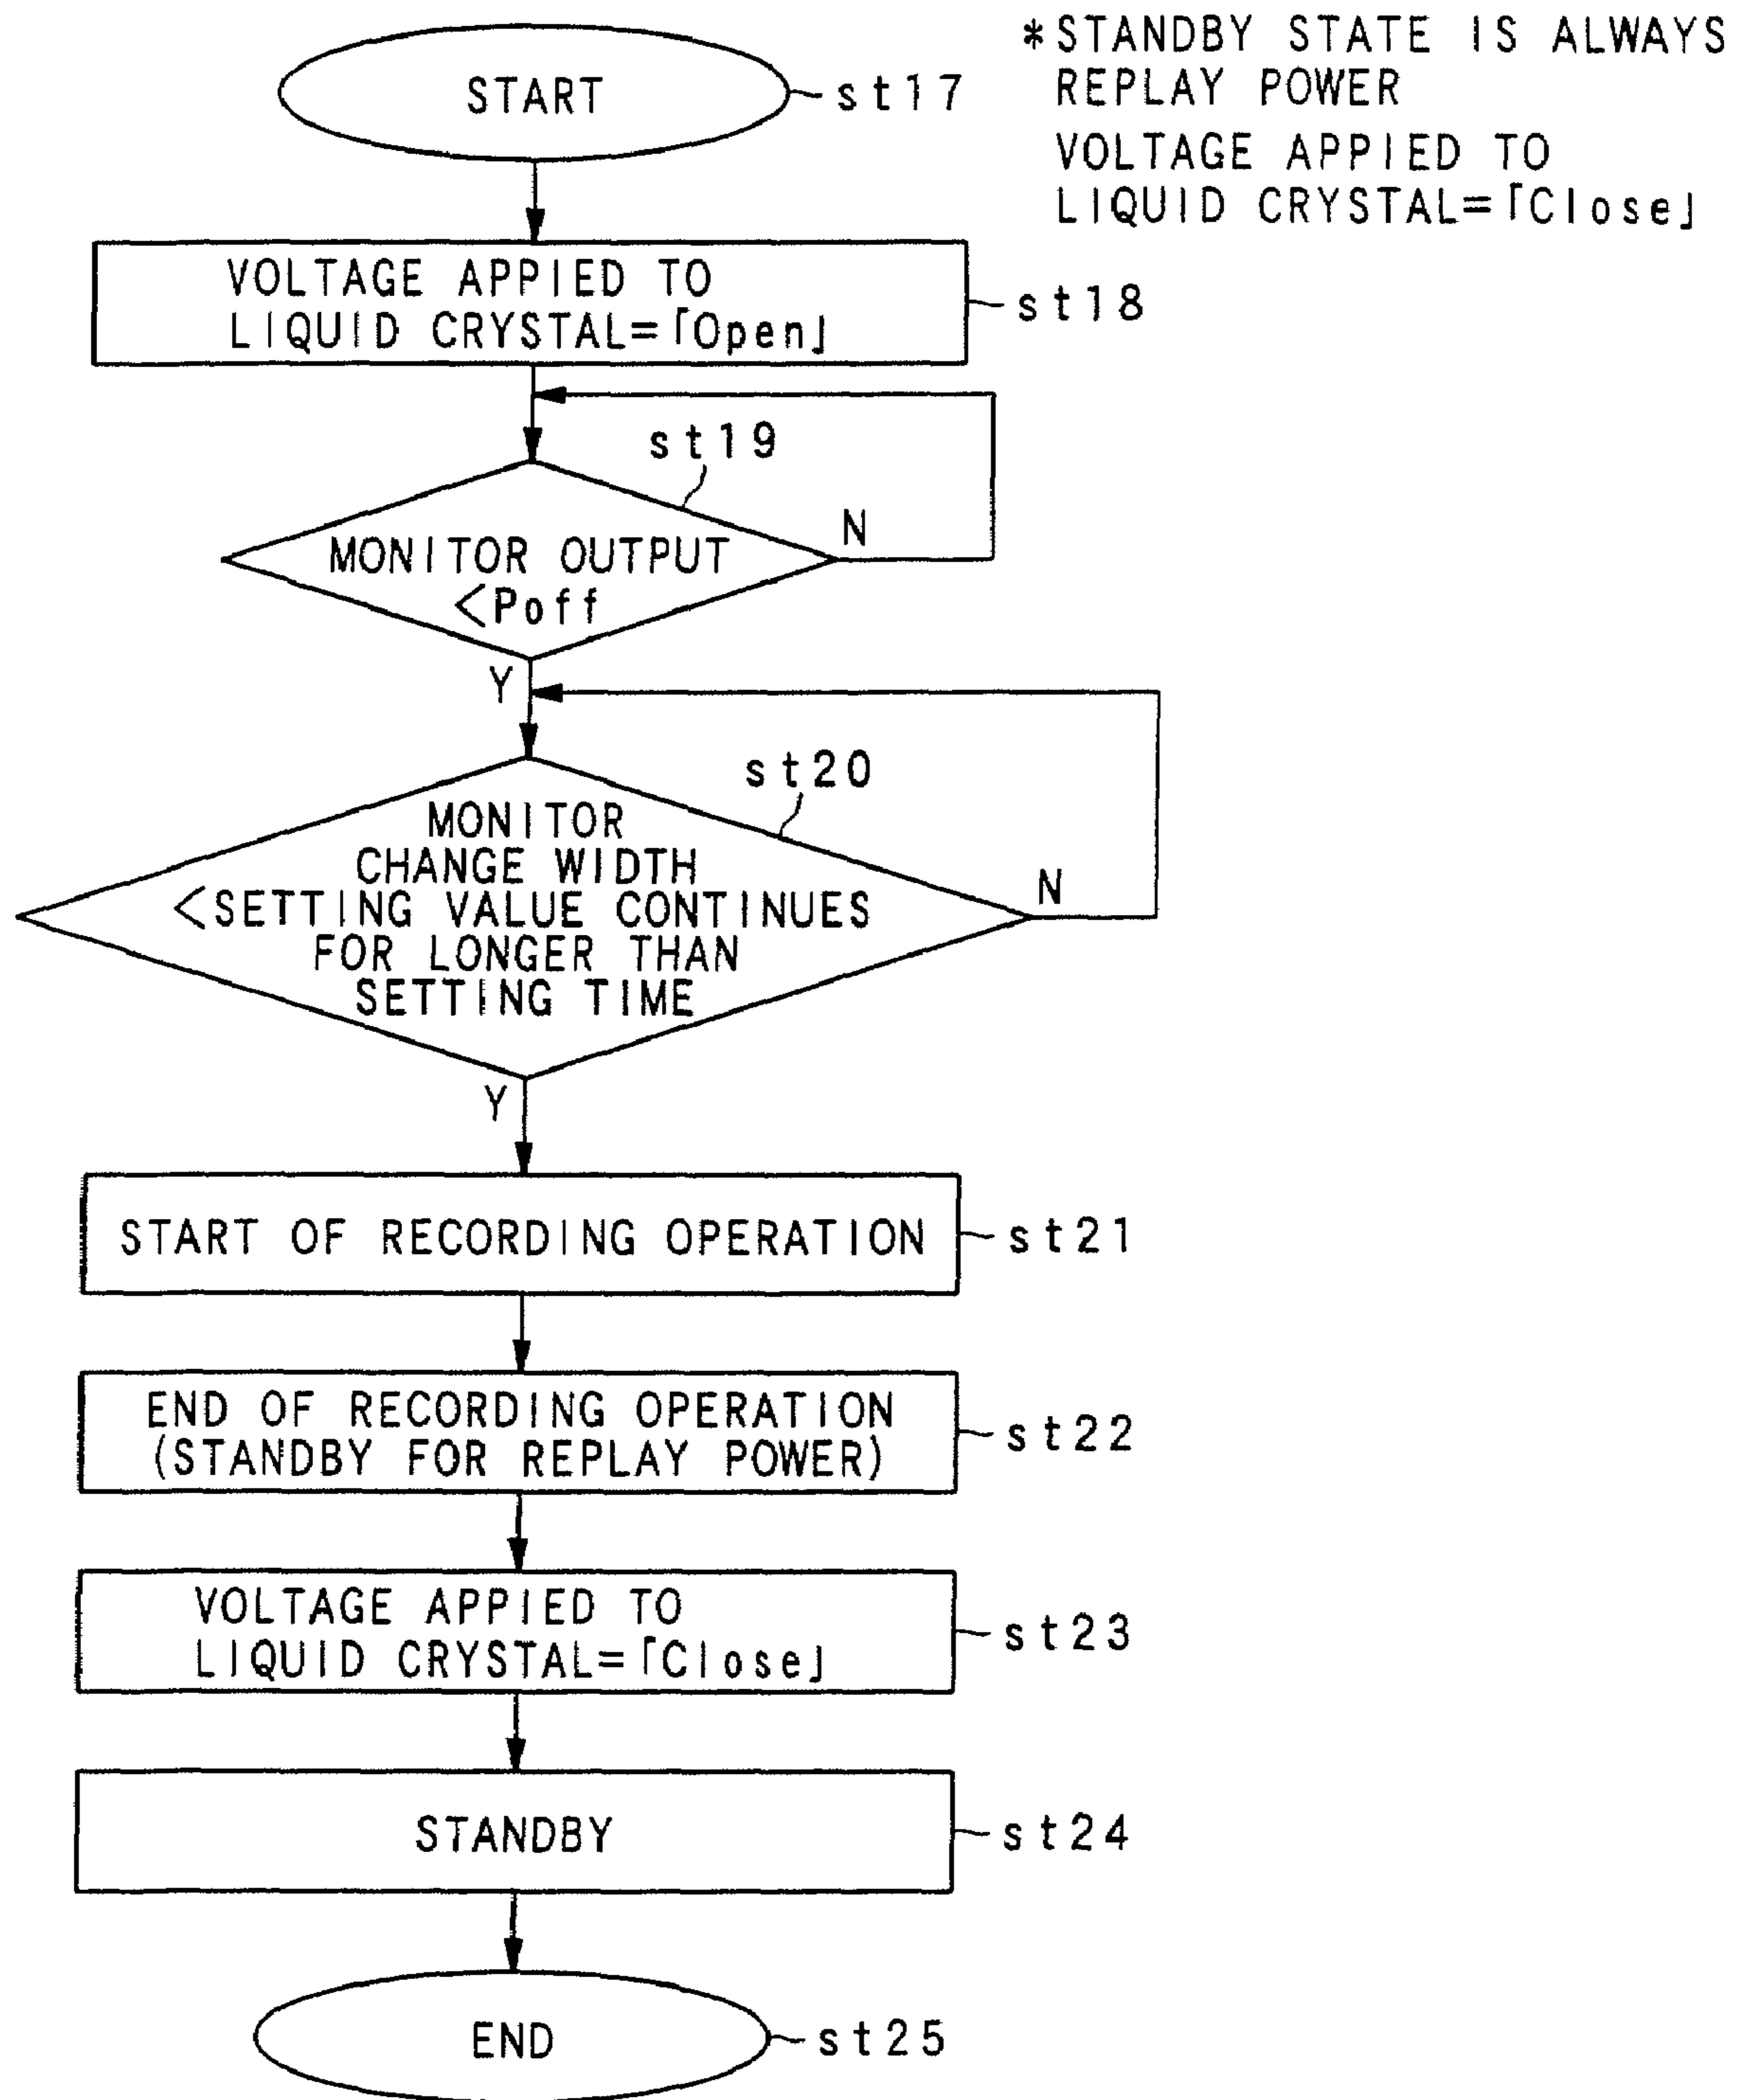 START
st17
*STANDBY STATE IS ALWAYS
REPLAY POWER
VOLTAGE APPIED TO
LIQUID CRYSTAL=「Close」
VOLTAGE APPIED TO
LIQUID CRYSTAL=「Open」
st18
st19
MONITOR OUTPUT
<Poff
N
Y
st20
MONITOR
CHANGE WIDTH
<SETTING VALUE CONTINUES
FOR LONGER THAN
SETTING TIME
N
Y
START OF RECORDING OPERATION
st21
END OF RECORDING OPERATION
(STANDBY FOR REPLAY POWER)
st22
VOLTAGE APPIED TO
LIQUID CRYSTAL=「Close」
st23
STANDBY
st24
END
st25